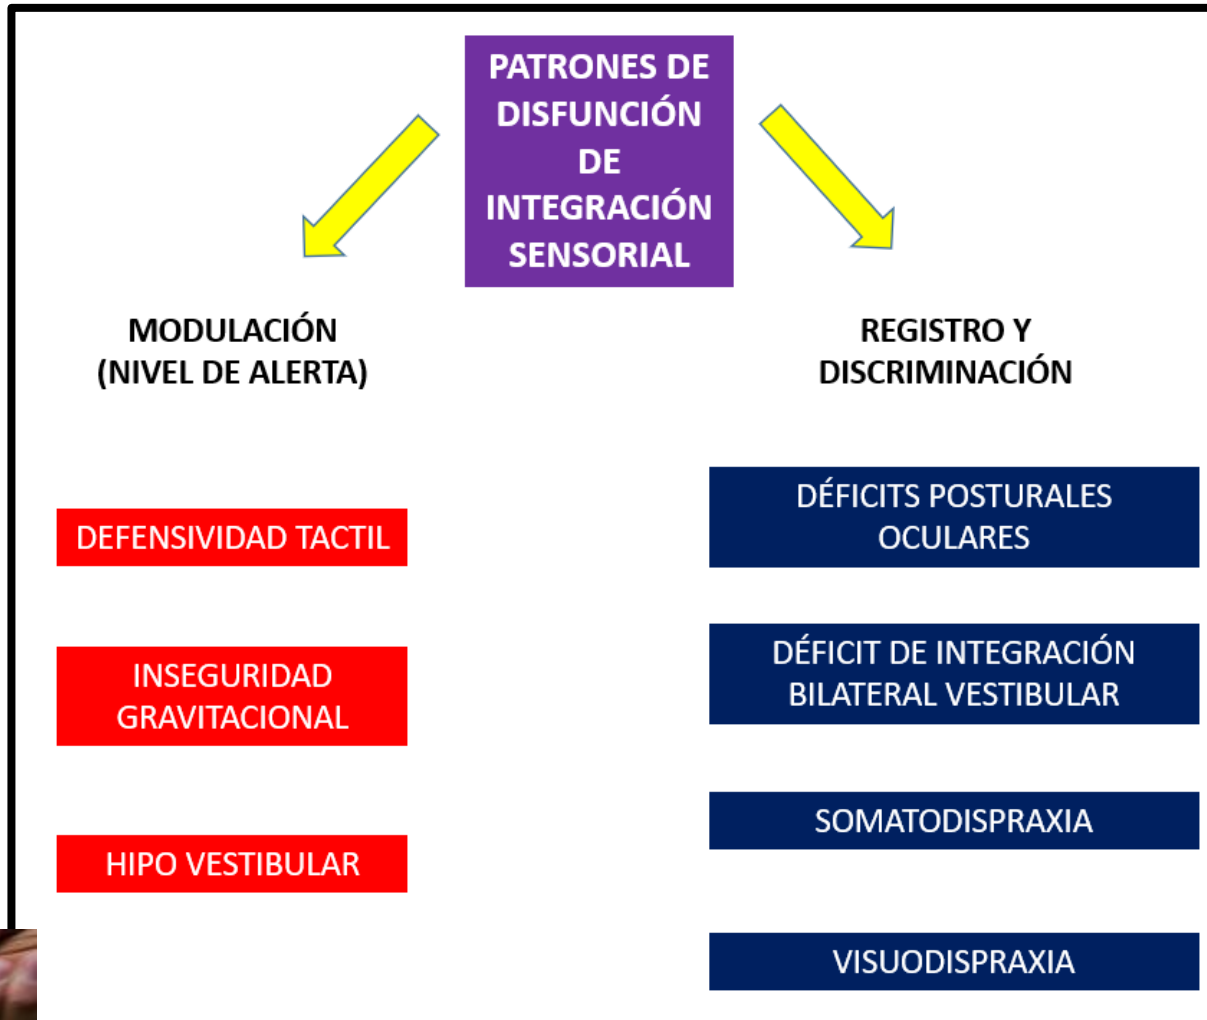 PATRONES DE
DISFUNCIÓN
DE
INTEGRACIÓN
SENSORIAL
MODULACIÓN
(NIVEL DE ALERTA)
DEFENSIVIDAD TACTIL
INSEGURIDAD
GRAVITACIONAL
HIPO VESTIBULAR
REGISTRO Y
DISCRIMINACIÓN
DÉFICITS POSTURALES
OCULARES
DÉFICIT DE INTEGRACIÓN
BILATERAL VESTIBULAR
SOMATODISPRAXIA
VISUODISPRAXIA